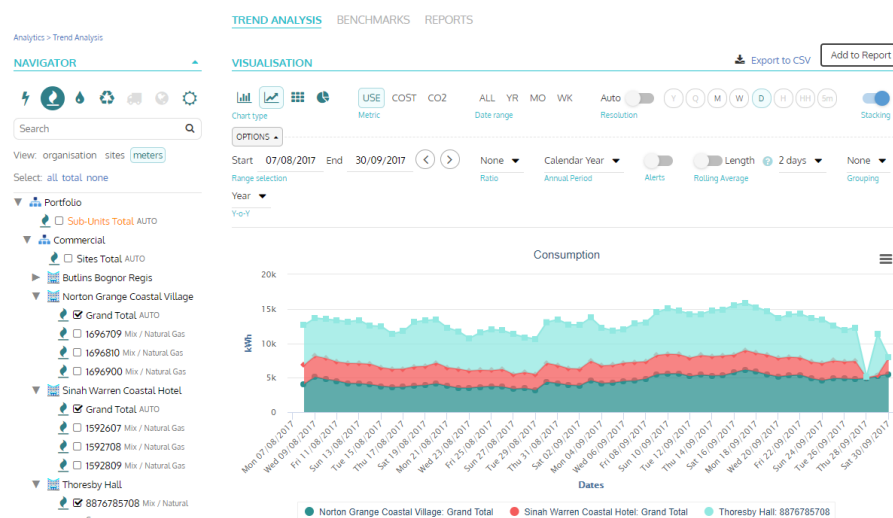 TREND ANALYSIS BENCHMARKS REPORTS
Analytics > Trend Analysis
NAVIGATOR
Search
View: organisation sites meters
Select: all total none
Portfolio
Sub-Units Total AUTO
Commercial
Sites Total AUTO
Butlins Bognor Regis
Norton Grange Coastal Village
Grand Total AUTO
1696709 Mix / Natural Gas
1696810 Mix / Natural Gas
1696900 Mix / Natural Gas
Sinah Warren Coastal Hotel
Grand Total AUTO
1592607 Mix / Natural Gas
1592708 Mix / Natural Gas
1592809 Mix / Natural Gas
Thoresby Hall
8876785708 Mix / Natural
VISUALISATION
Export to CSV
Add to Report
USE COST CO2 ALL YR MO WK Auto Y Q M W D H HH 5m
Chart type Metric Date range Resolution Stacking
OPTIONS
Start 07/08/2017 End 30/09/2017 None Calendar Year Length 2 days None
Range selection Ratio Annual Period Alerts Rolling Average Grouping
Year
Y-o-Y
Consumption
20k
15k
10k
5k
0
kWh
Mon 07/08/2017
Wed 09/08/2017
Fri 11/08/2017
Sun 13/08/2017
Tue 15/08/2017
Thu 17/08/2017
Sat 19/08/2017
Mon 21/08/2017
Wed 23/08/2017
Fri 25/08/2017
Sun 27/08/2017
Tue 29/08/2017
Thu 31/08/2017
Sat 02/09/2017
Mon 04/09/2017
Wed 06/09/2017
Fri 08/09/2017
Sun 10/09/2017
Tue 12/09/2017
Thu 14/09/2017
Sat 16/09/2017
Mon 18/09/2017
Wed 20/09/2017
Fri 22/09/2017
Sun 24/09/2017
Tue 26/09/2017
Thu 28/09/2017
Sat 30/09/2017
Dates
Norton Grange Coastal Village: Grand Total Sinah Warren Coastal Hotel: Grand Total Thoresby Hall: 8876785708